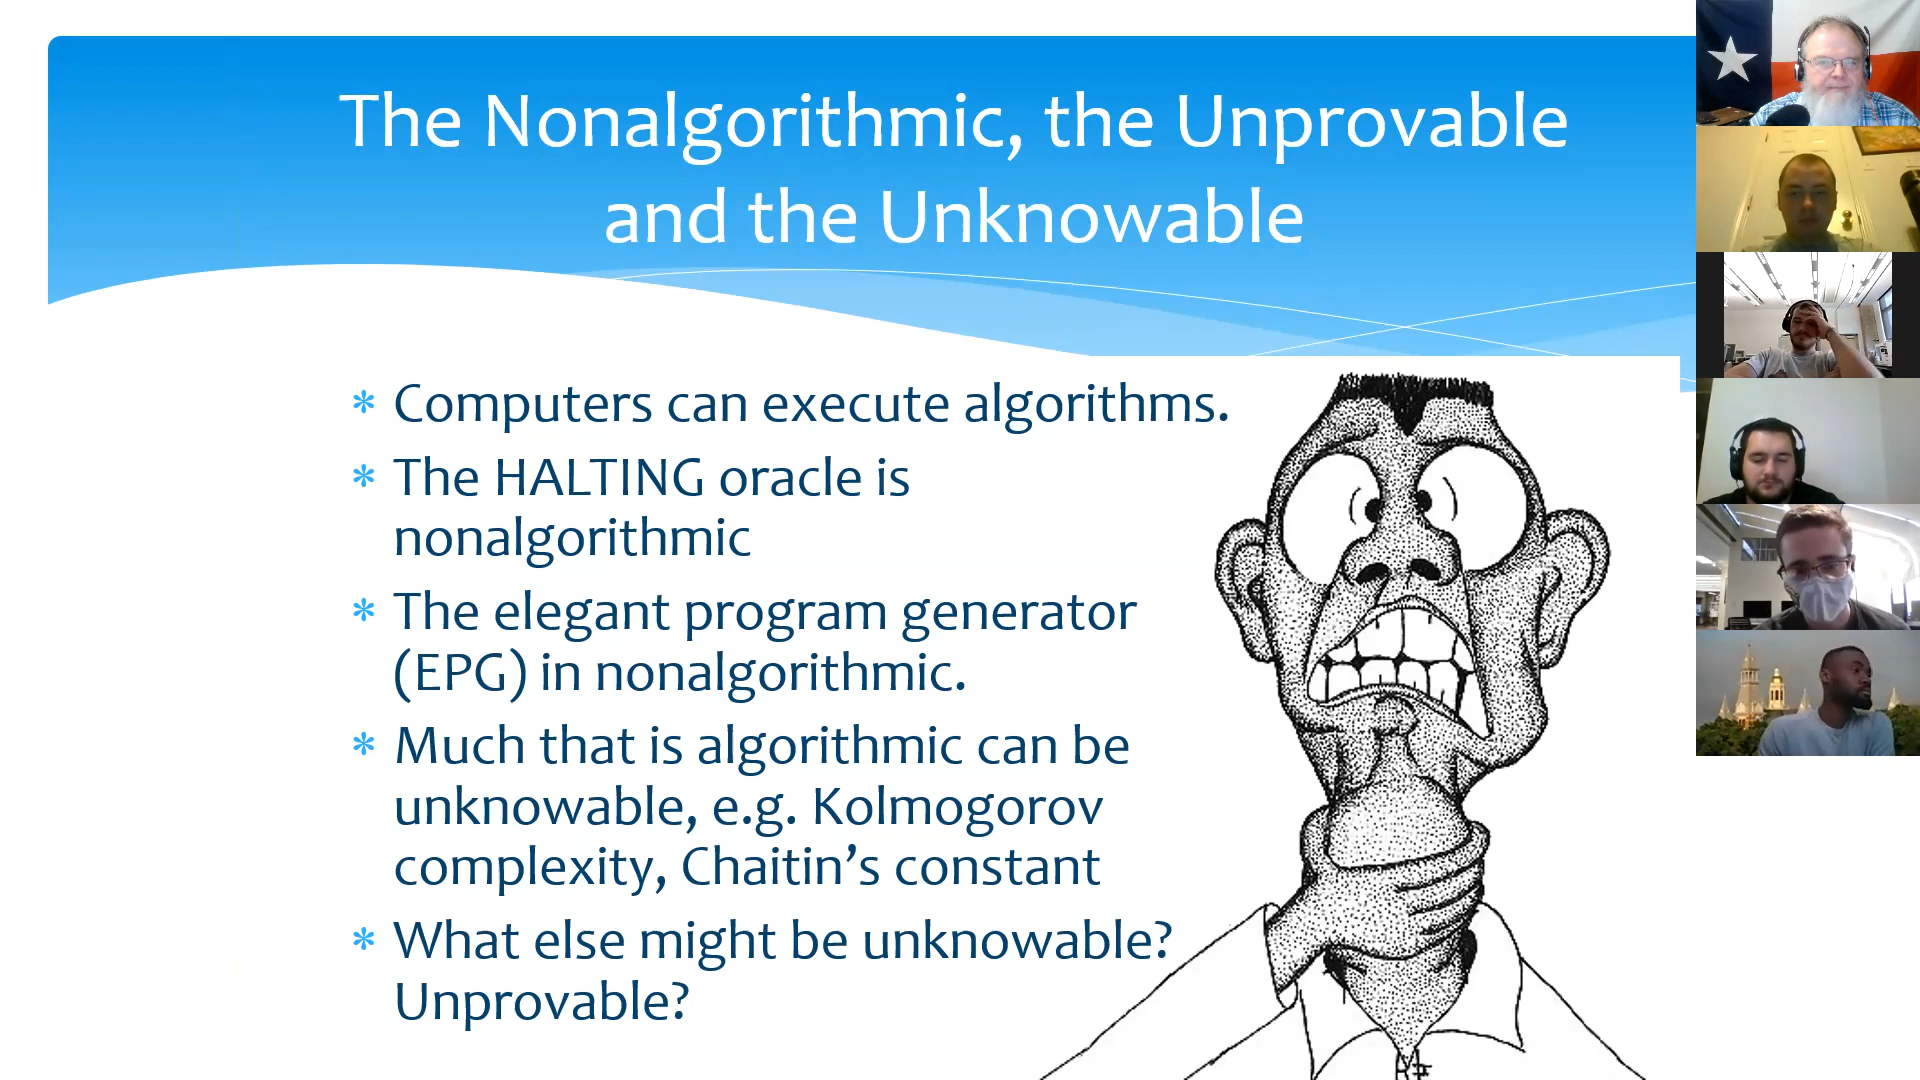 The Nonalgorithmic, the Unprovable
and the Unknowable
* Computers can execute algorithms.
* The HALTING oracle is
nonalgorithmic
* The elegant program generator
(EPG) in nonalgorithmic.
* Much that is algorithmic can be
unknowable, e.g. Kolmogorov
complexity, Chaitin’s constant
* What else might be unknowable?
Unprovable?